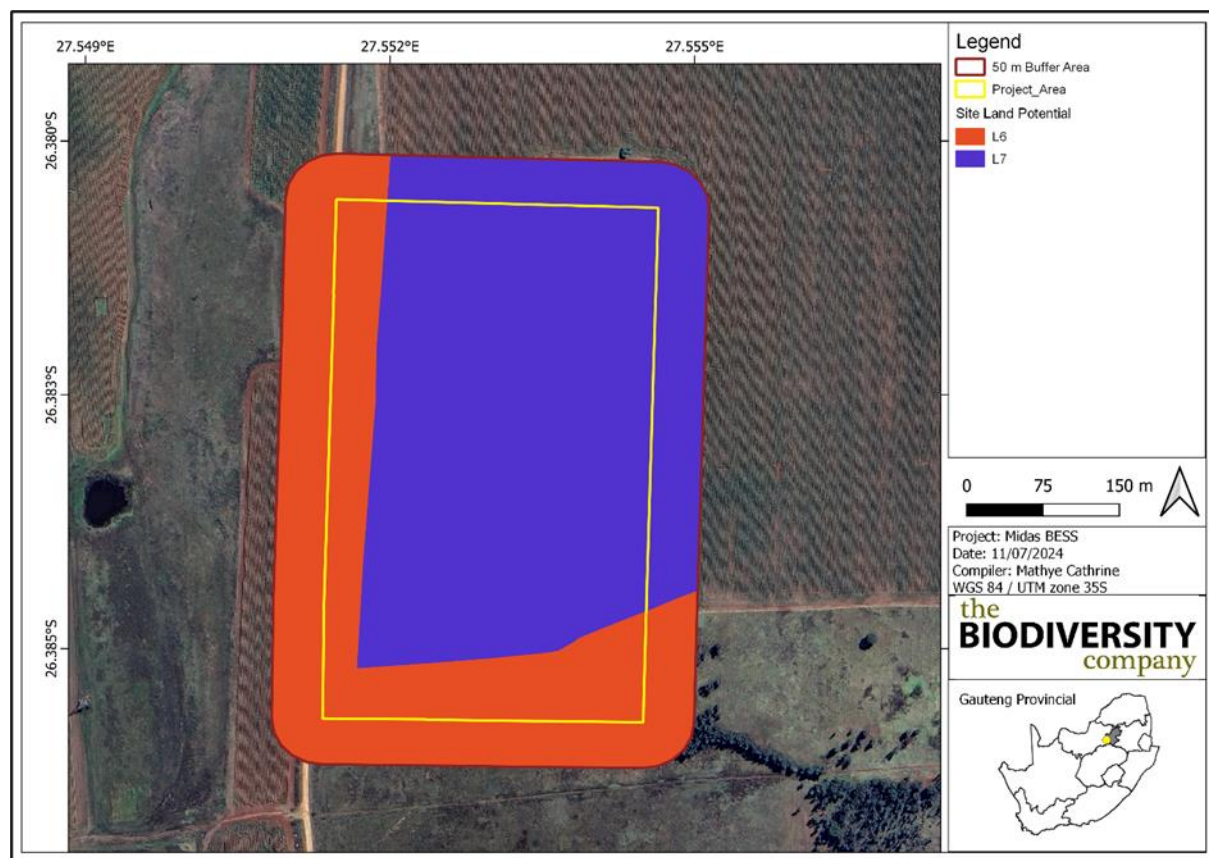 27.549°E
27.552°E
27.555°E
26.380°S
26.383°S
26.385°S
Legend
50 m Buffer Area
Project_Area
Site Land Potential
L6
L7
0 75 150 m
Project: Midas BESS
Date: 11/07/2024
Compiler: Mathye Cathrine
WGS 84 / UTM zone 35S
the
BIODIVERSITY
company
Gauteng Provincial